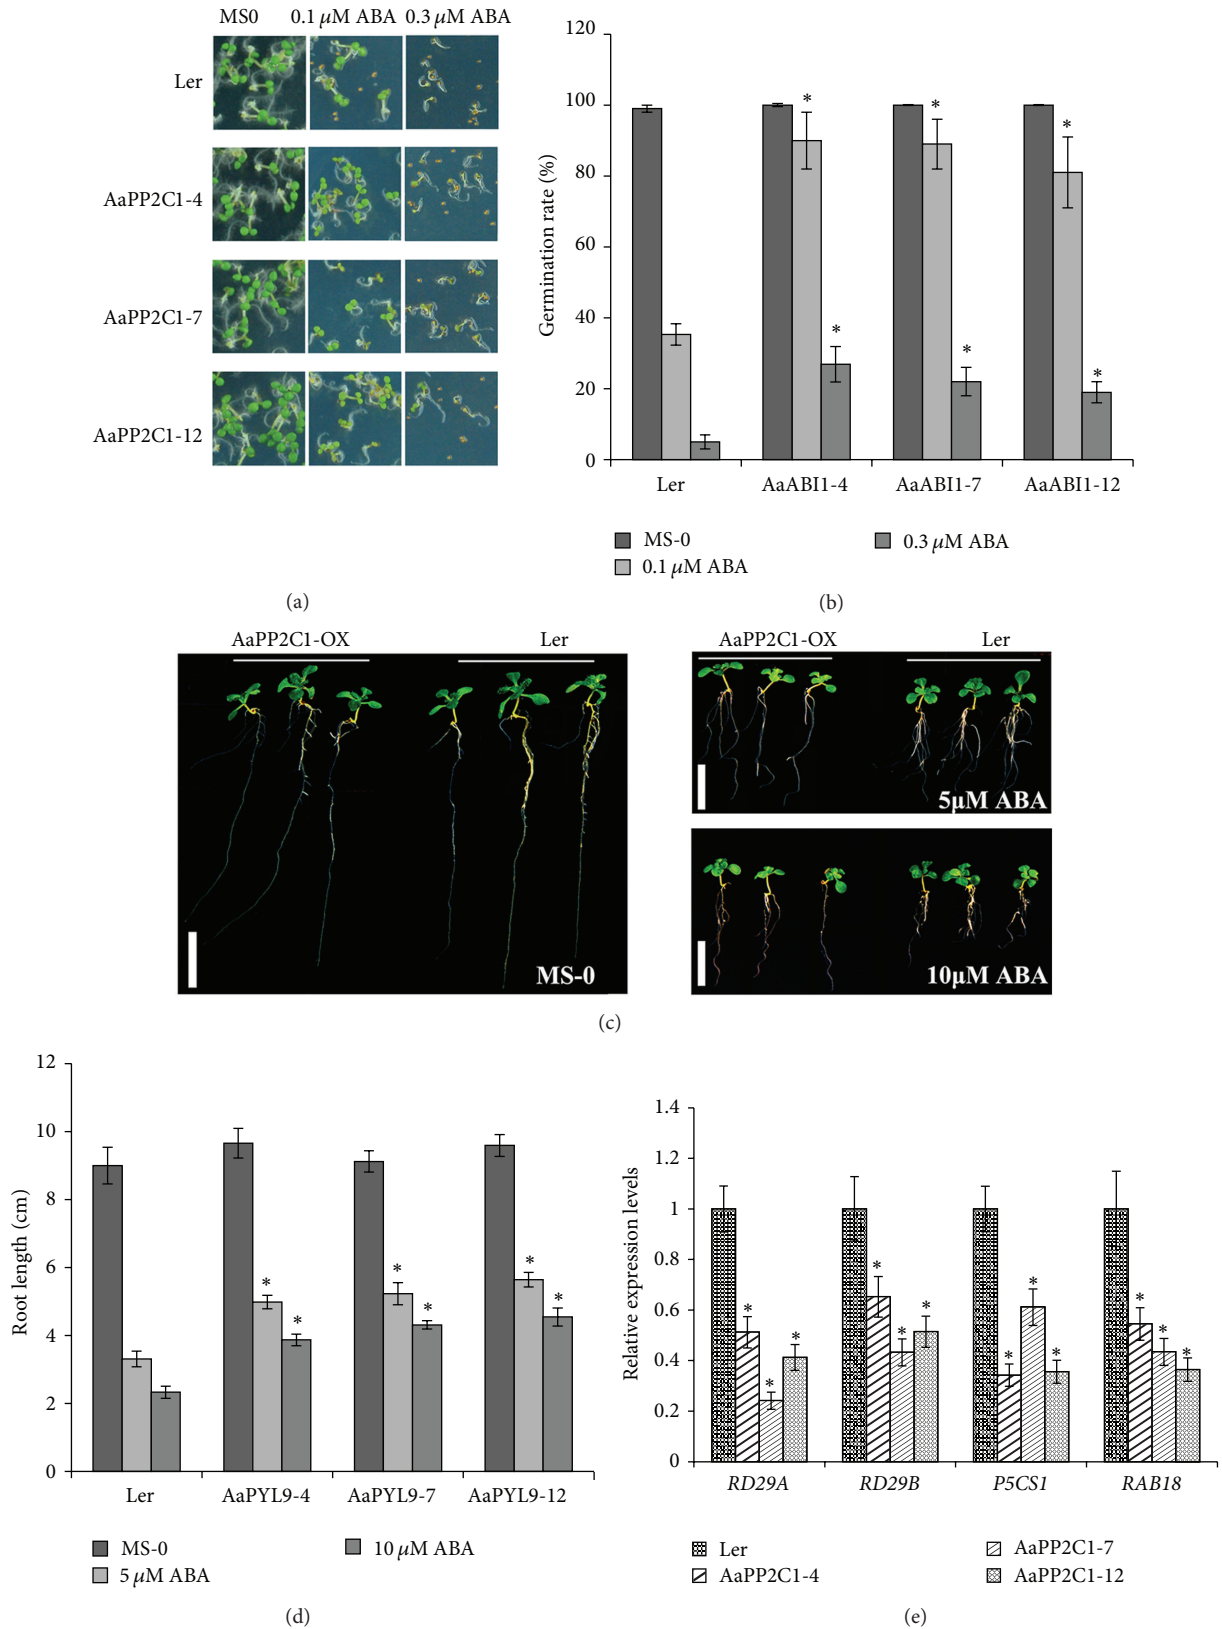 MS0 0.1 μM ABA 0.3 μM ABA
Ler
AaPP2C1-4
AaPP2C1-7
AaPP2C1-12
(a)
120
100
80
60
40
20
0
Germination rate (%)
* * *
* * *
Ler AaABI1-4 AaABI1-7 AaABI1-12
MS-0
0.1 μM ABA
0.3 μM ABA
(b)
AaPP2C1-OX Ler
MS-0
AaPP2C1-OX Ler
5μM ABA
10μM ABA
(c)
12
10
8
6
4
2
0
Root length (cm)
* * *
* * *
Ler AaPYL9-4 AaPYL9-7 AaPYL9-12
MS-0
5 μM ABA
10 μM ABA
(d)
1.4
1.2
1
0.8
0.6
0.4
0.2
0
Relative expression levels
* * *
* * *
* * *
* * *
RD29A RD29B P5CS1 RAB18
Ler
AaPP2C1-4
AaPP2C1-7
AaPP2C1-12
(e)